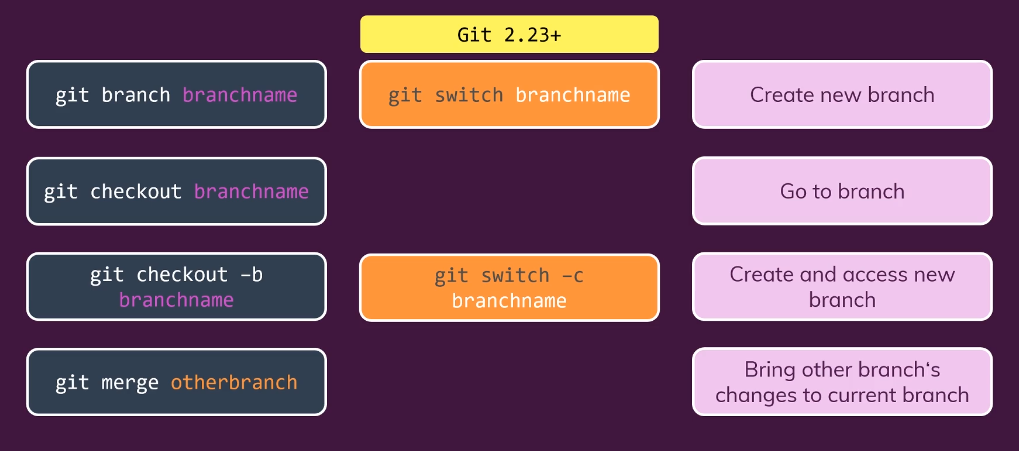 Git 2.23+
git branch branchname
git switch branchname
Create new branch
git checkout branchname
Go to branch
git checkout –b
branchname
git switch –c
branchname
Create and access new
branch
git merge otherbranch
Bring other branch‘s
changes to current branch